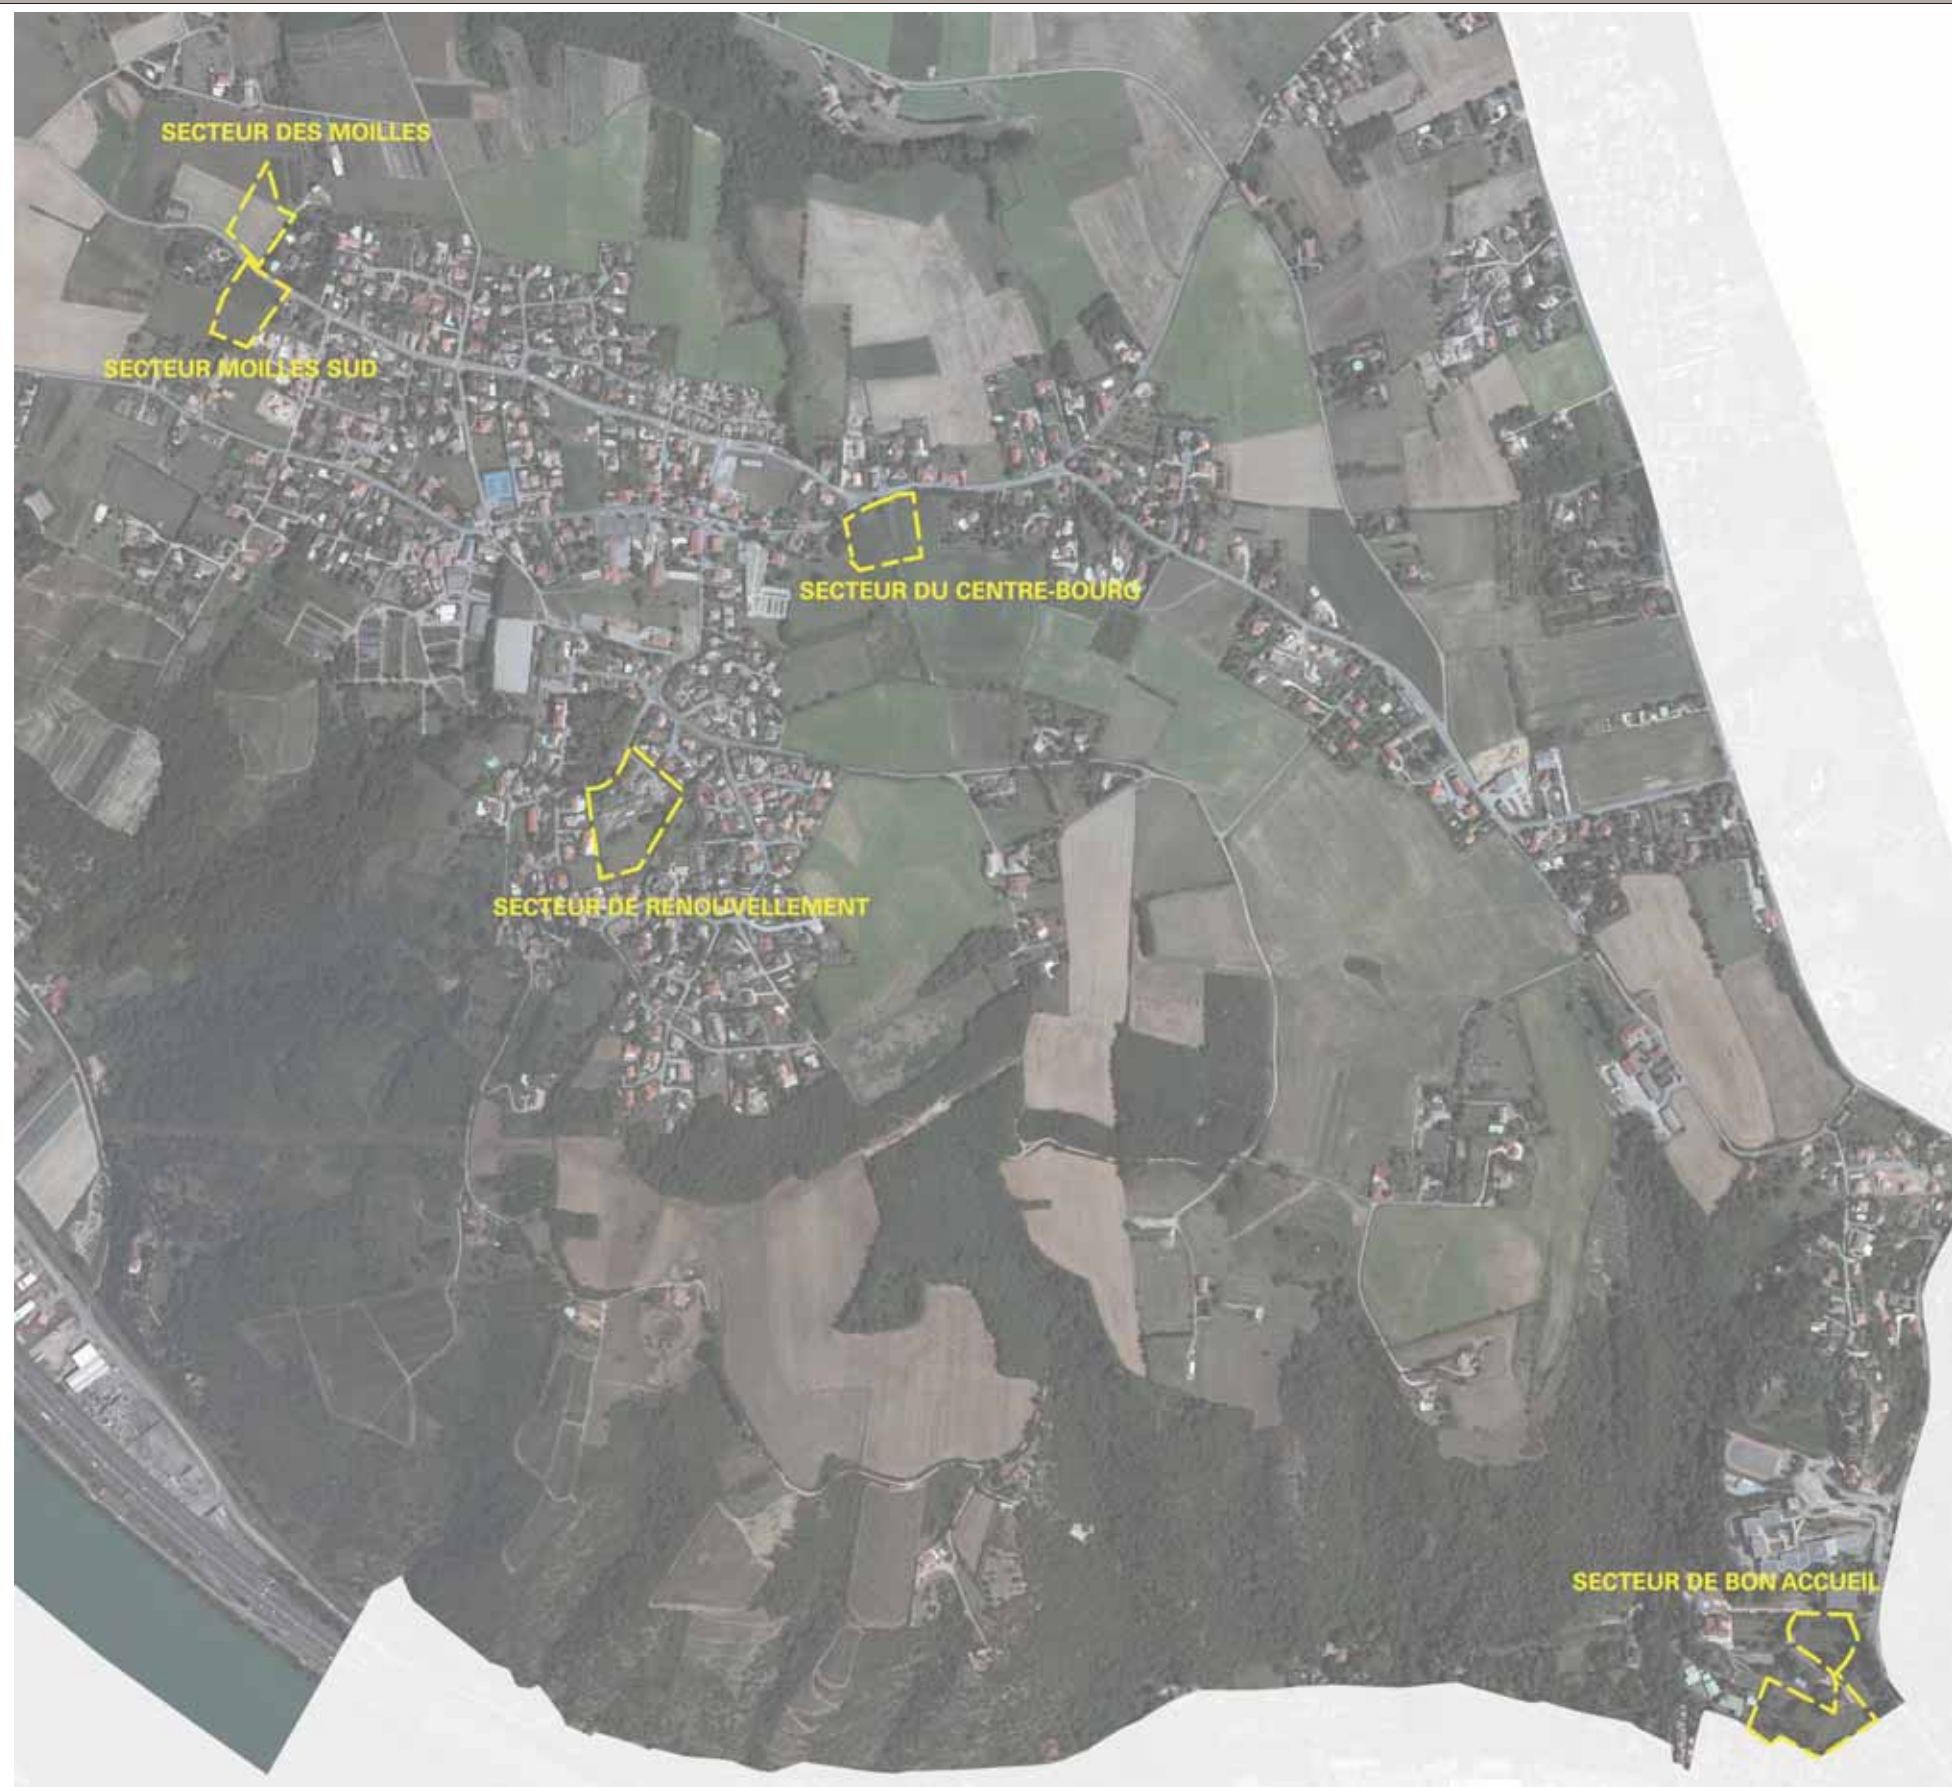 SECTEUR DES MOILLES
SECTEUR MOILLES SUD
SECTEUR DU CENTRE-BOURG
SECTEUR DE RENOUVELLEMENT
SECTEUR DE BON ACCUEIL